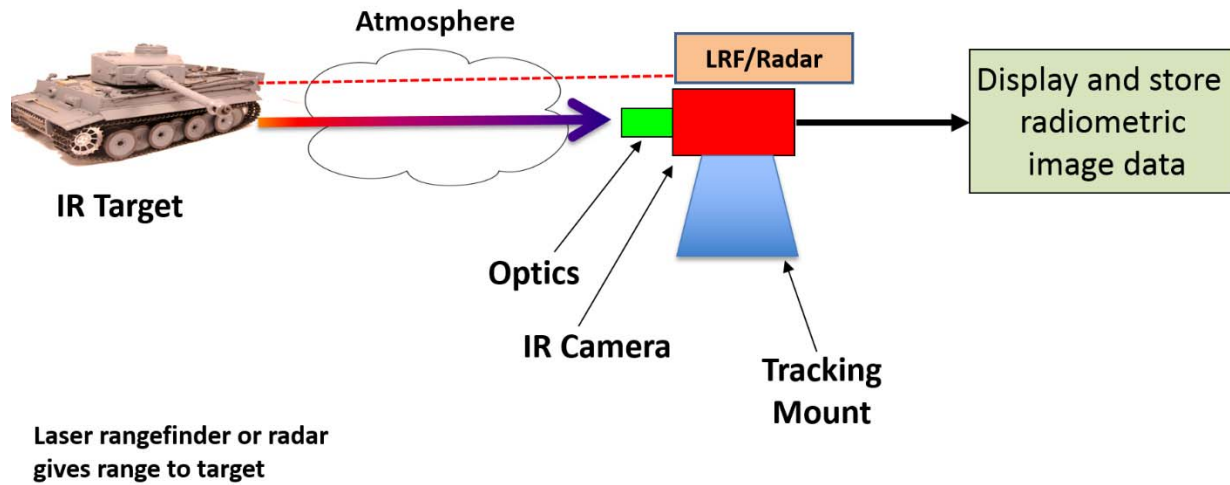 Atmosphere
LRF/Radar
Display and store
radiometric
image data
IR Target
Optics
IR Camera
Tracking
Mount
Laser rangefinder or radar
gives range to target